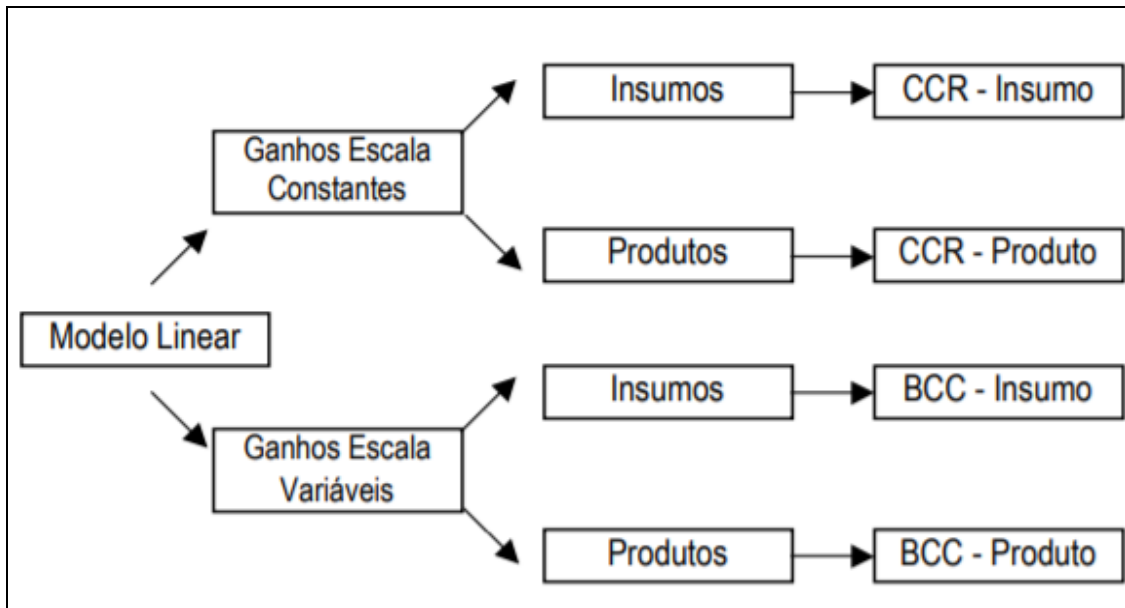 Insumos
CCR - Insumo
Ganhos Escala
Constantes
Produtos
CCR - Produto
Modelo Linear
Insumos
BCC - Insumo
Ganhos Escala
Variáveis
Produtos
BCC - Produto